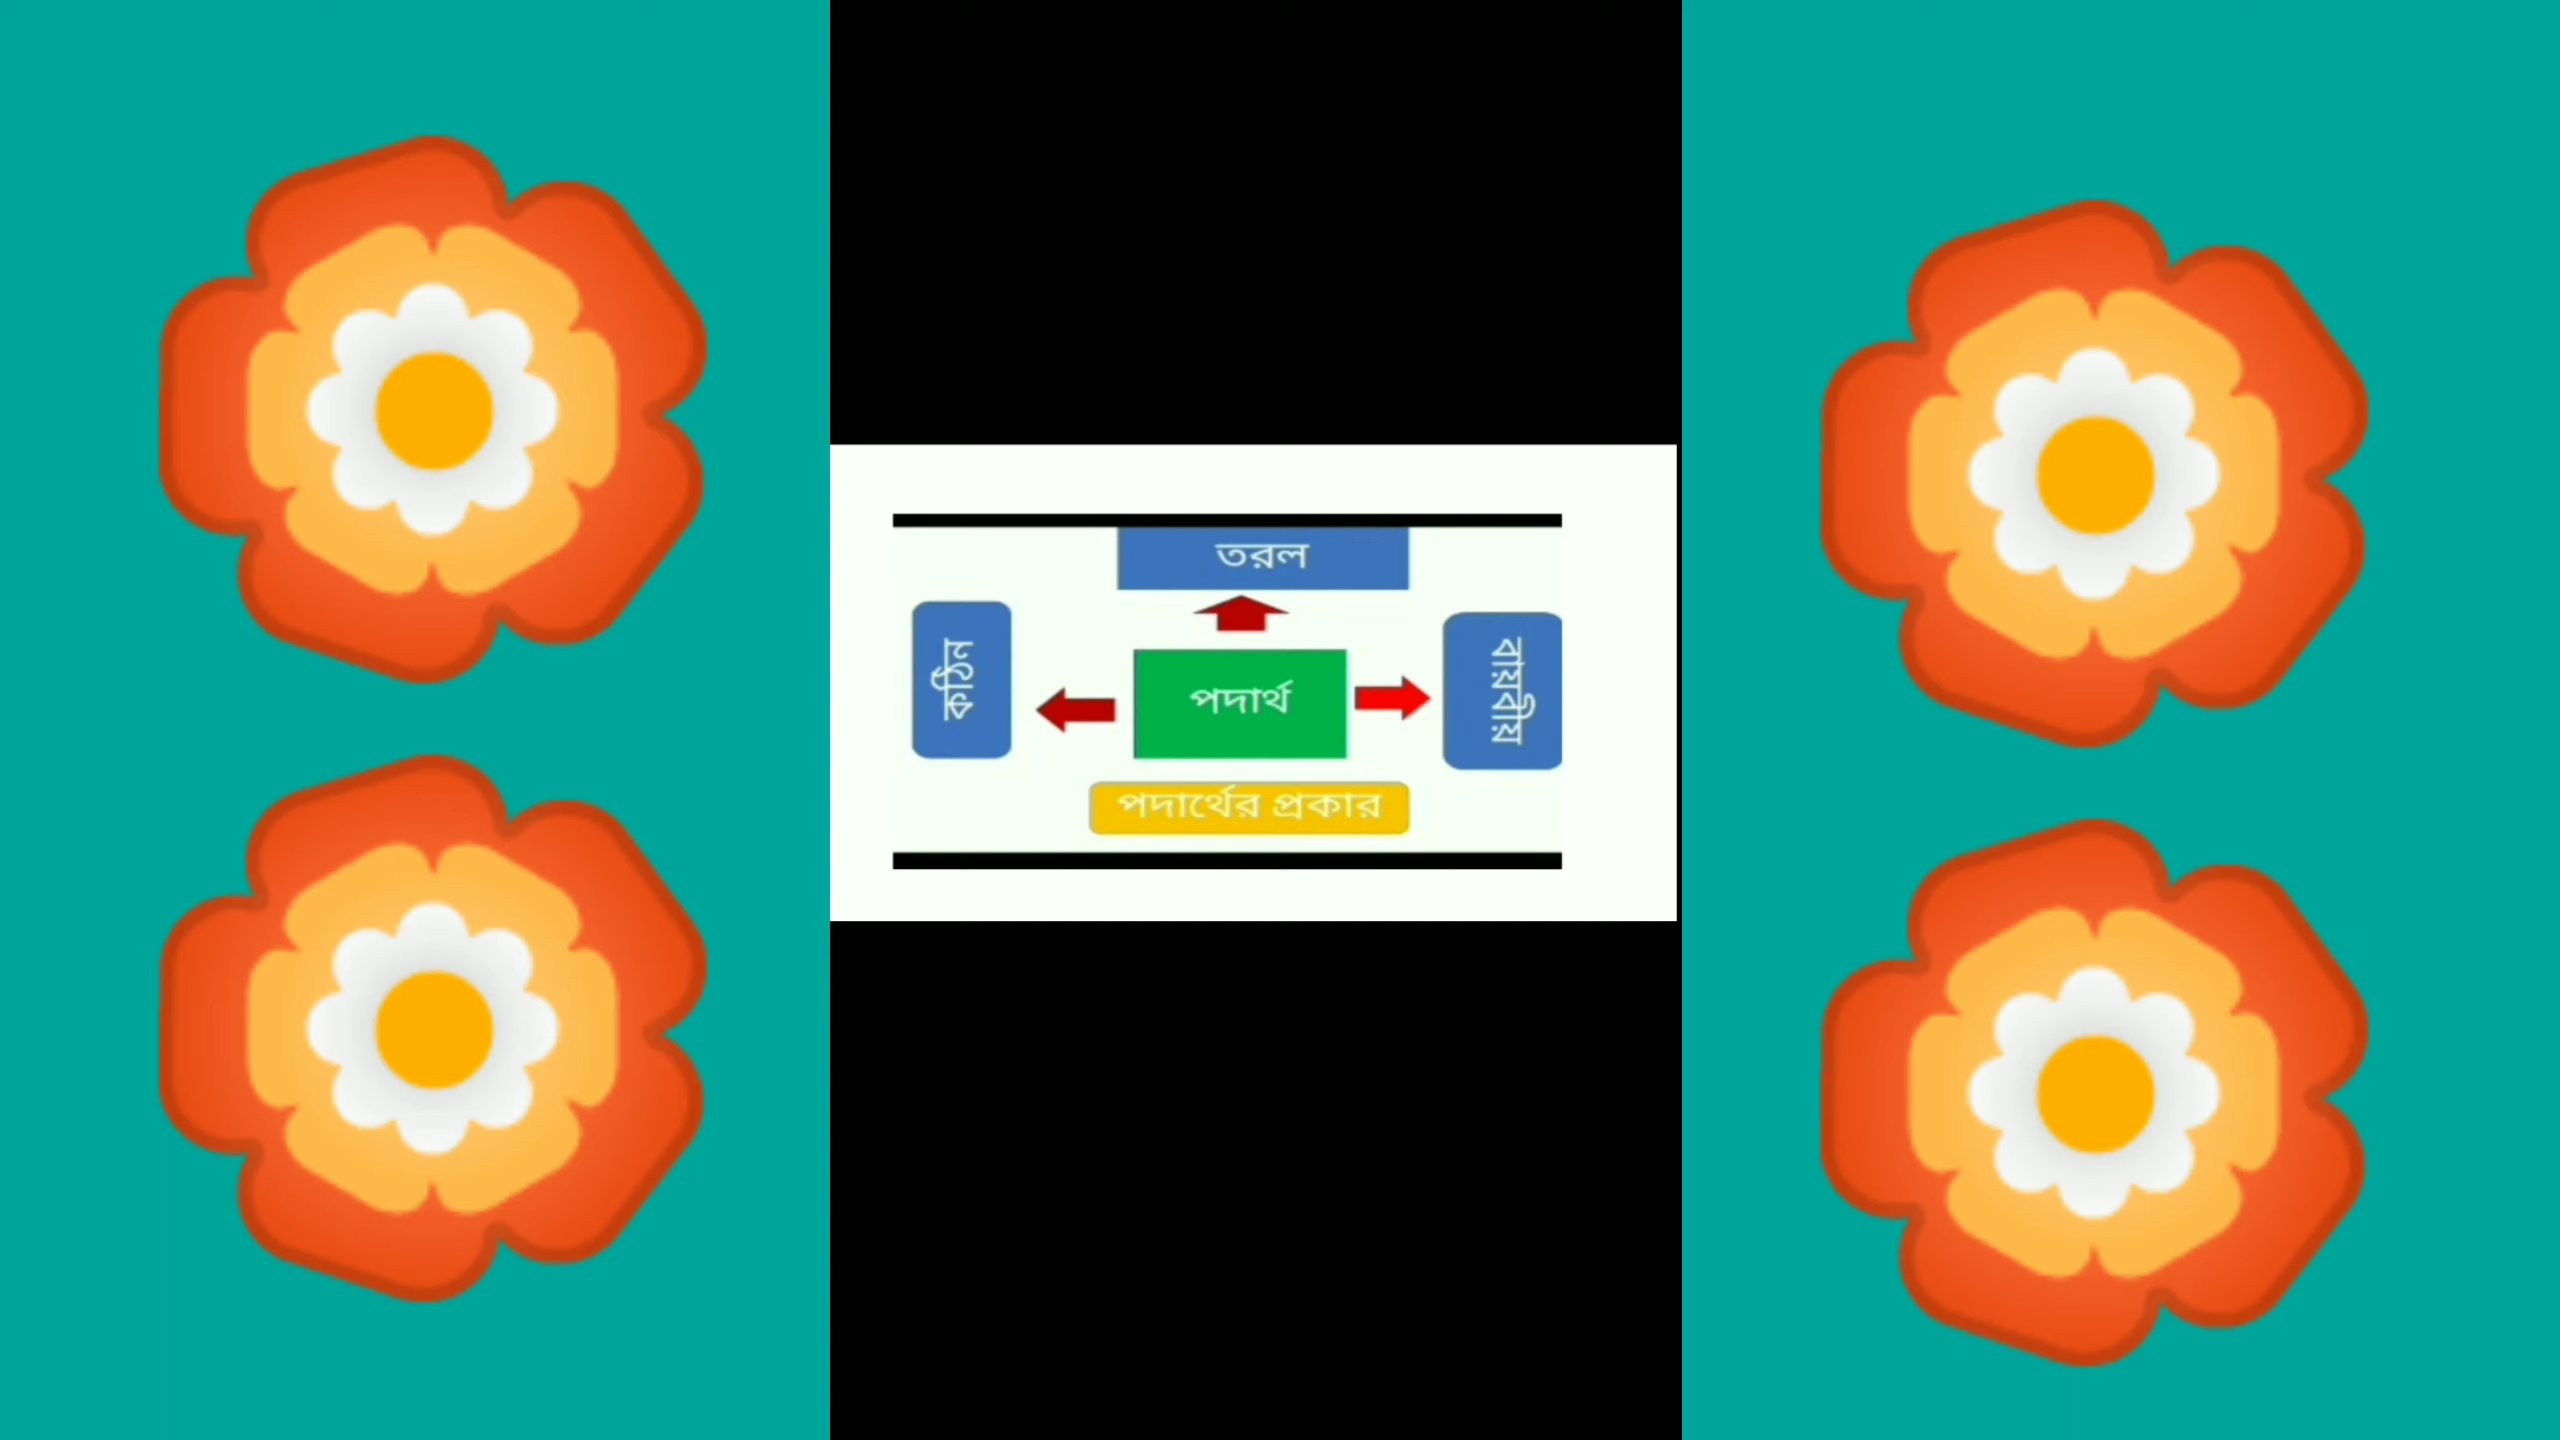 তরল
কঠিন
পদার্থ
বায়বীয়
পদার্থের প্রকার